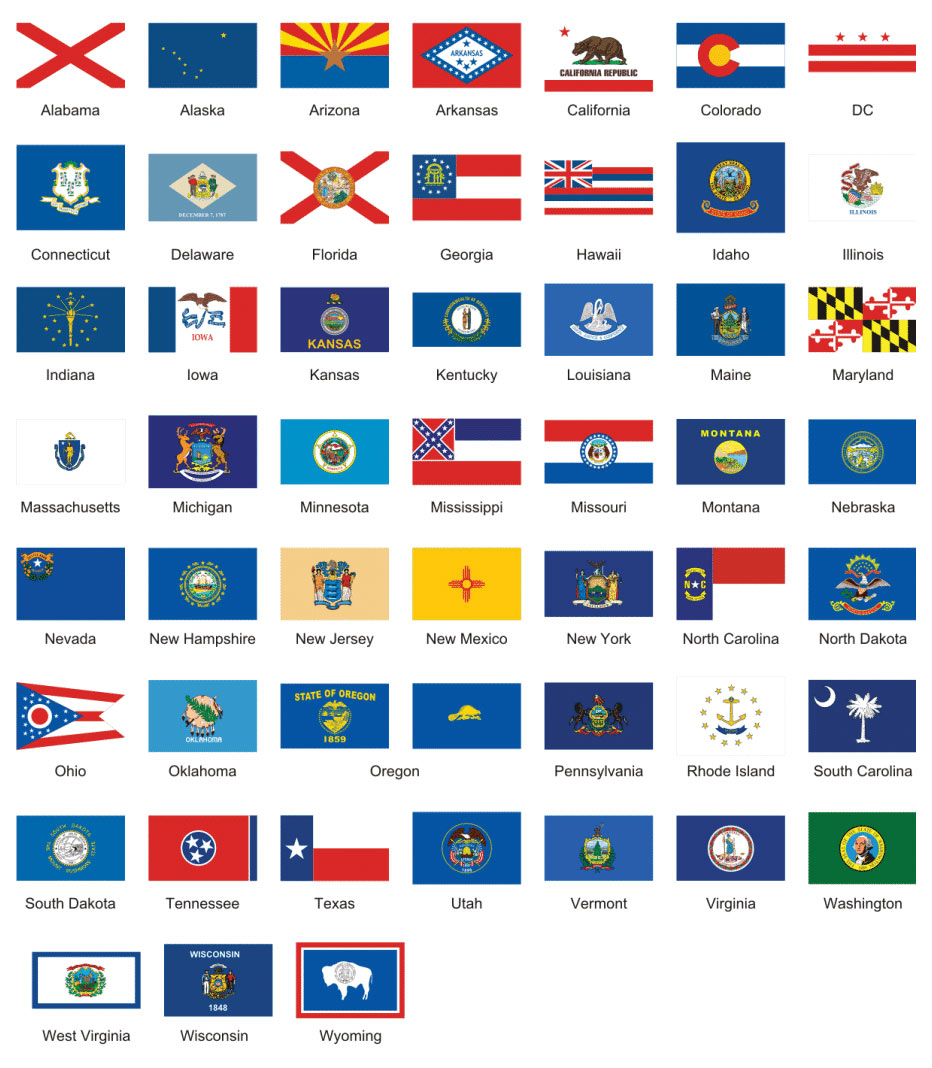 ARKANSAS
CALIFORNIA REPUBLIC
Alabama Alaska Arizona Arkansas California Colorado DC
DECEMBER 7, 1787
ILLINOIS
Connecticut Delaware Florida Georgia Hawaii Idaho Illinois
IOWA
KANSAS
Indiana Iowa Kansas Kentucky Louisiana Maine Maryland
MONTANA
Massachusetts Michigan Minnesota Mississippi Missouri Montana Nebraska
N C
Nevada New Hampshire New Jersey New Mexico New York North Carolina North Dakota
STATE OF OREGON
OKLAHOMA
1859
Ohio Oklahoma Oregon Pennsylvania Rhode Island South Carolina
South Dakota Tennessee Texas Utah Vermont Virginia Washington
WISCONSIN
1848
West Virginia Wisconsin Wyoming